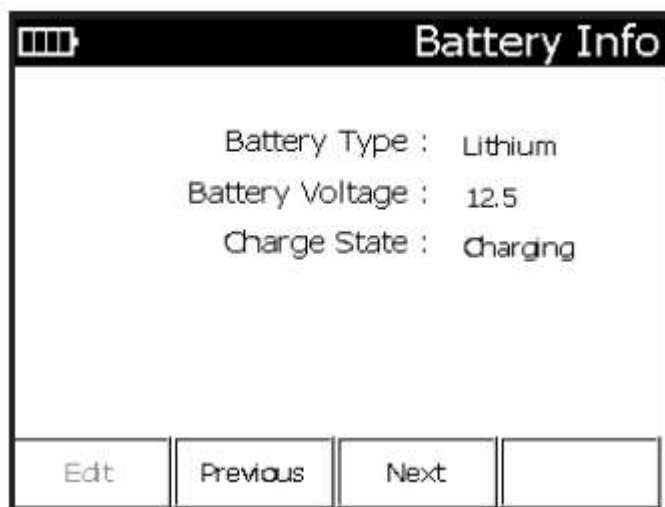 Battery Info
Battery Type : Lithium
Battery Voltage : 12.5
Charge State : Charging
Edit Previous Next